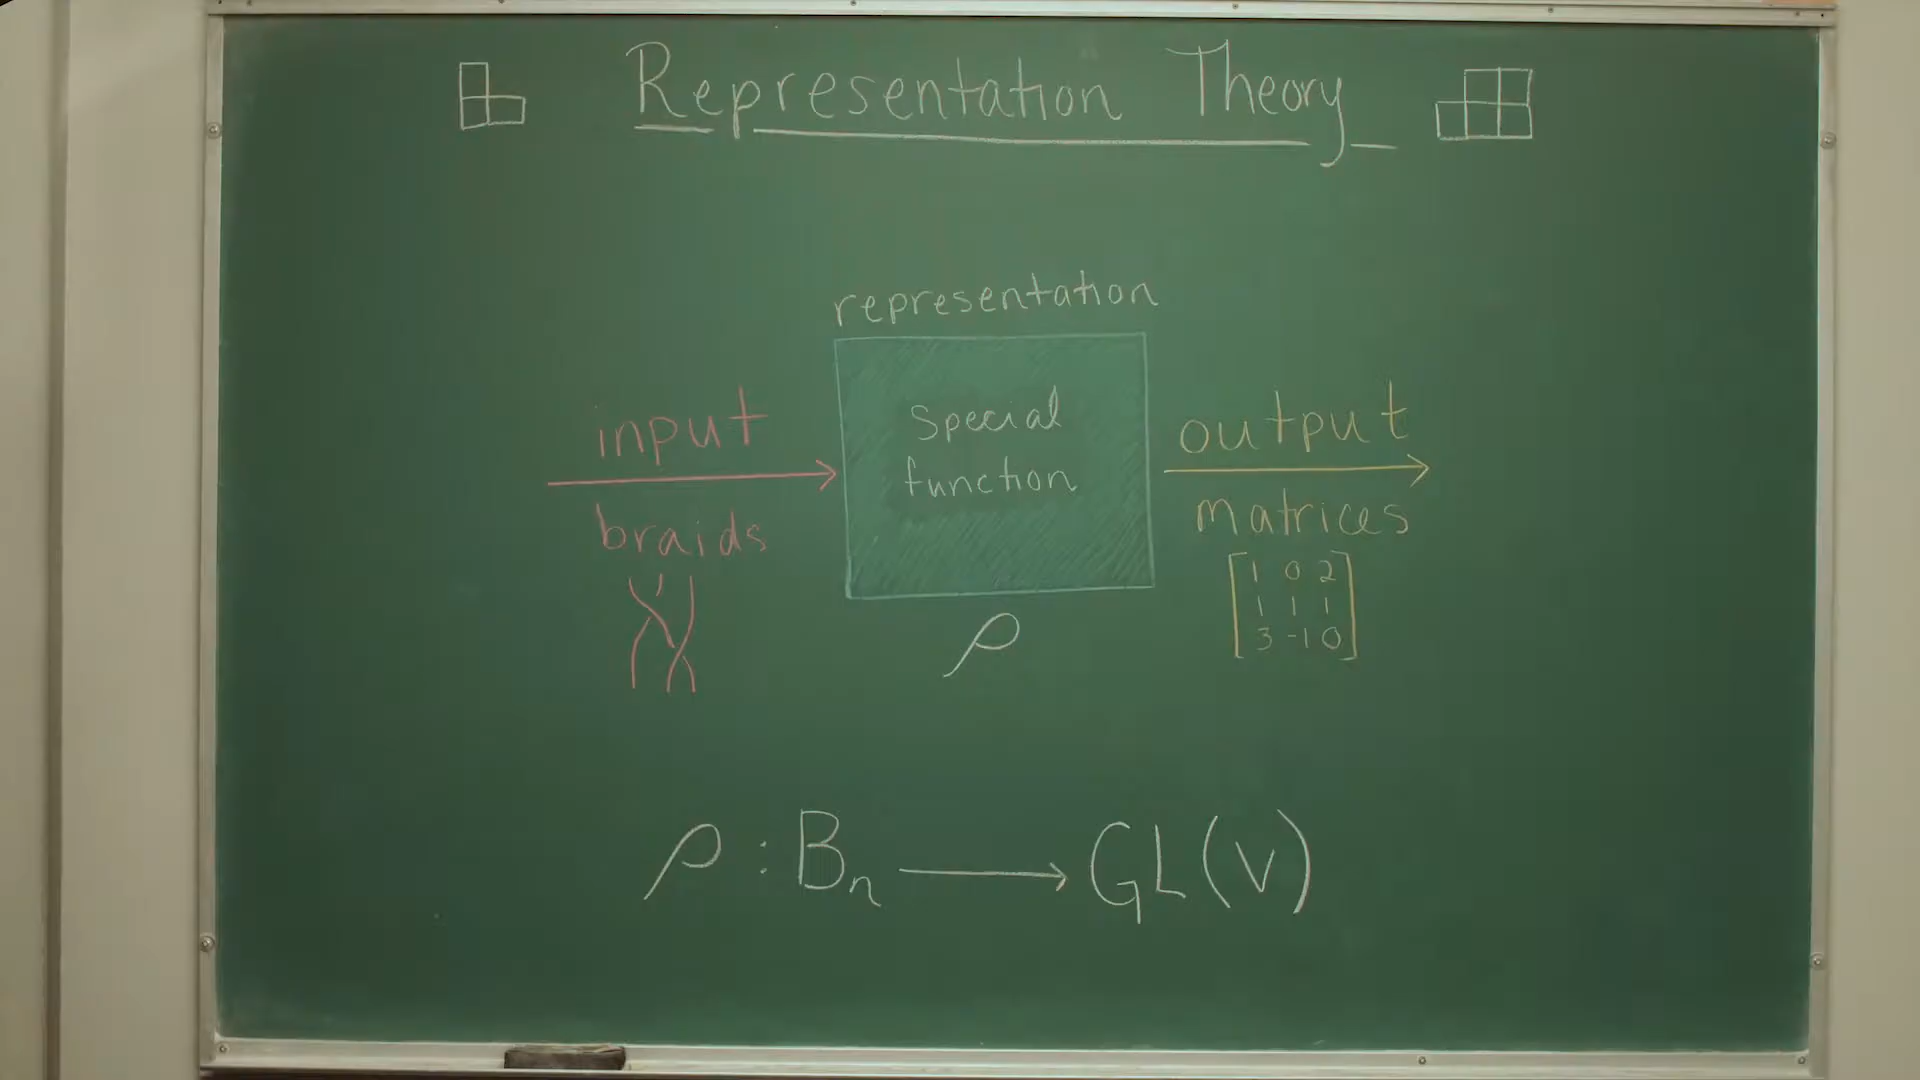 Representation Theory
representation
input
special
function
output
braids
matrices
1 0 2
1 1 1
3 -1 0
ρ
ρ : Bn ⟶ GL(V)